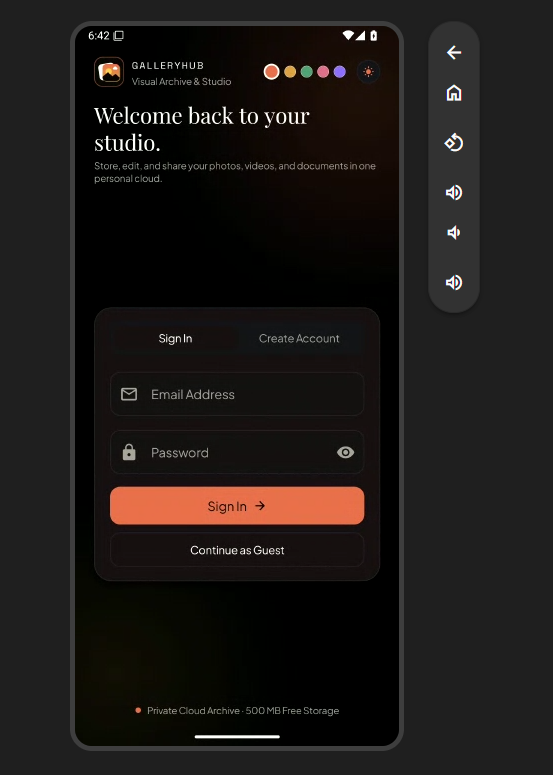 6:42
GALLERYHUB
Visual Archive & Studio
Welcome back to your
studio.
Store, edit, and share your photos, videos, and documents in one
personal cloud.
Sign In
Create Account
Email Address
Password
Sign In
Continue as Guest
Private Cloud Archive · 500 MB Free Storage